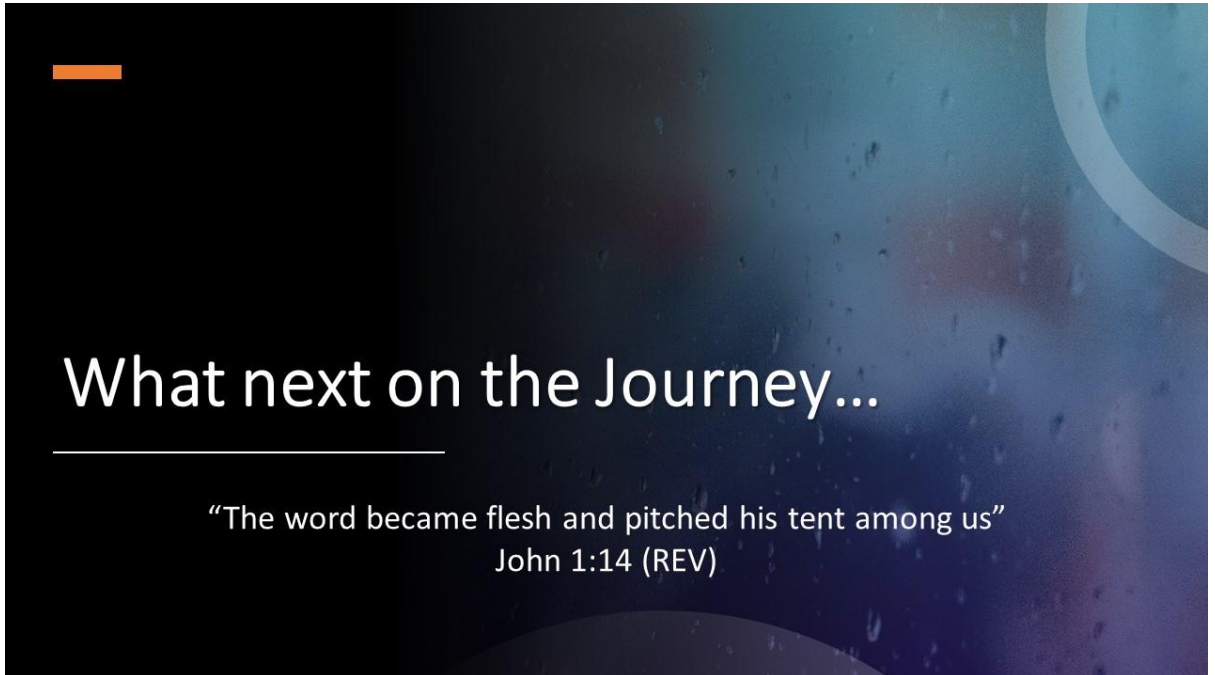 What next on the Journey…
“The word became flesh and pitched his tent among us”
John 1:14 (REV)